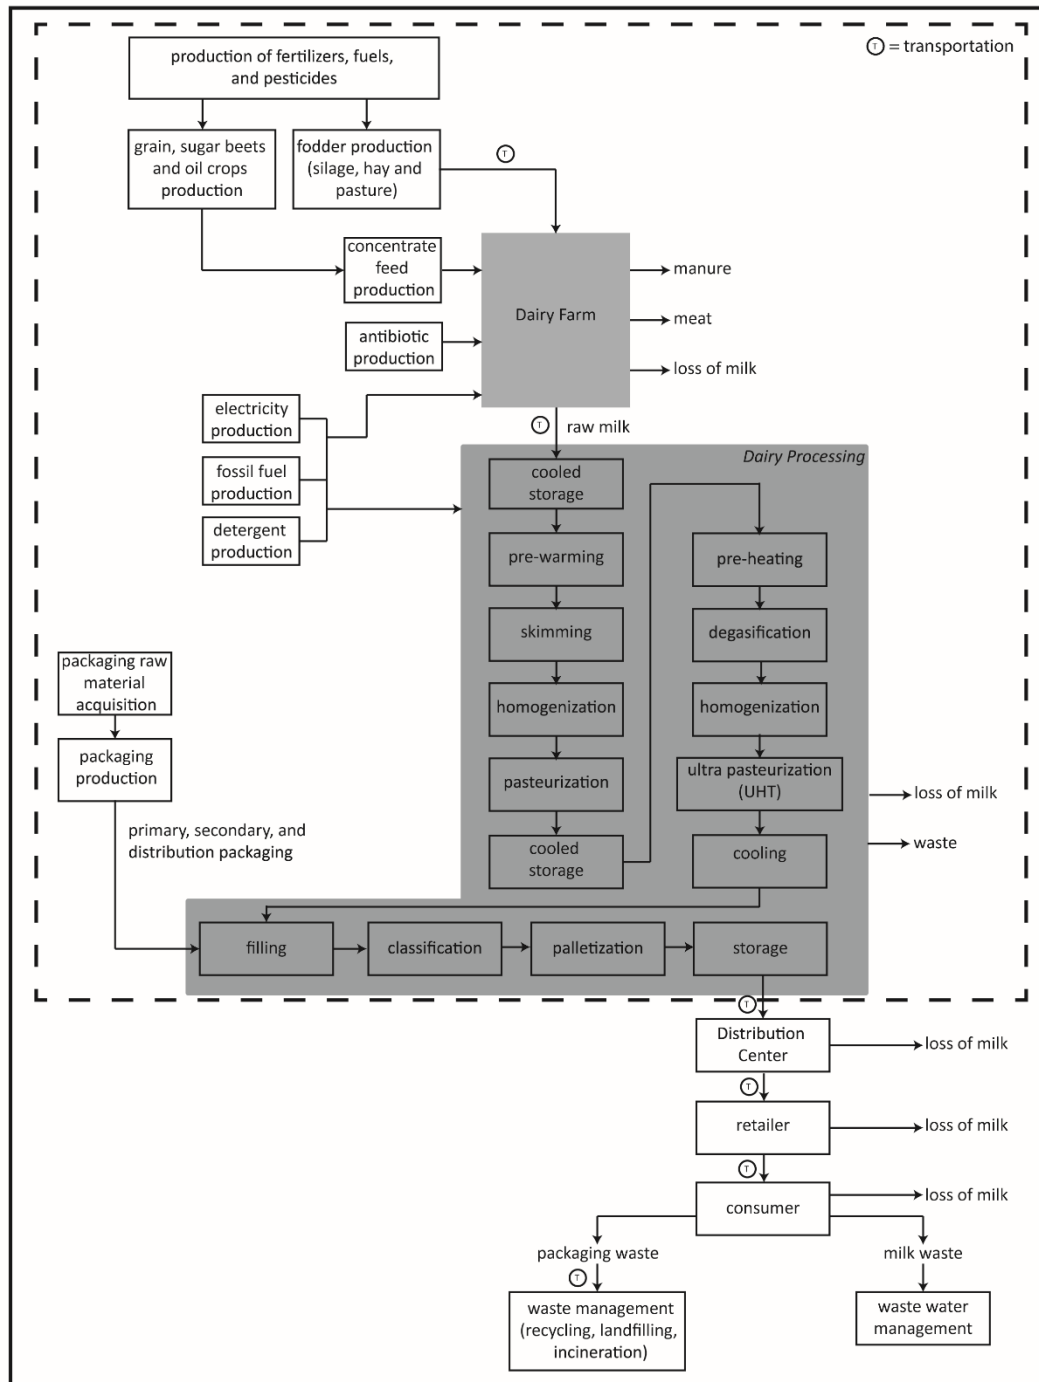 T = transportation
production of fertilizers, fuels,
and pesticides
grain, sugar beets
and oil crops
production
fodder production
(silage, hay and
pasture)
T
concentrate
feed
production
antibiotic
production
Dairy Farm
manure
meat
loss of milk
electricity
production
fossil fuel
production
detergent
production
T
raw milk
Dairy Processing
cooled
storage
pre-warming
skimming
homogenization
pasteurization
cooled
storage
pre-heating
degasification
homogenization
ultra pasteurization
(UHT)
cooling
loss of milk
waste
packaging raw
material
acquisition
packaging
production
primary, secondary, and
distribution packaging
filling
classification
palletization
storage
T
Distribution
Center
loss of milk
T
retailer
loss of milk
T
consumer
loss of milk
packaging waste
milk waste
T
waste management
(recycling, landfilling,
incineration)
waste water
management